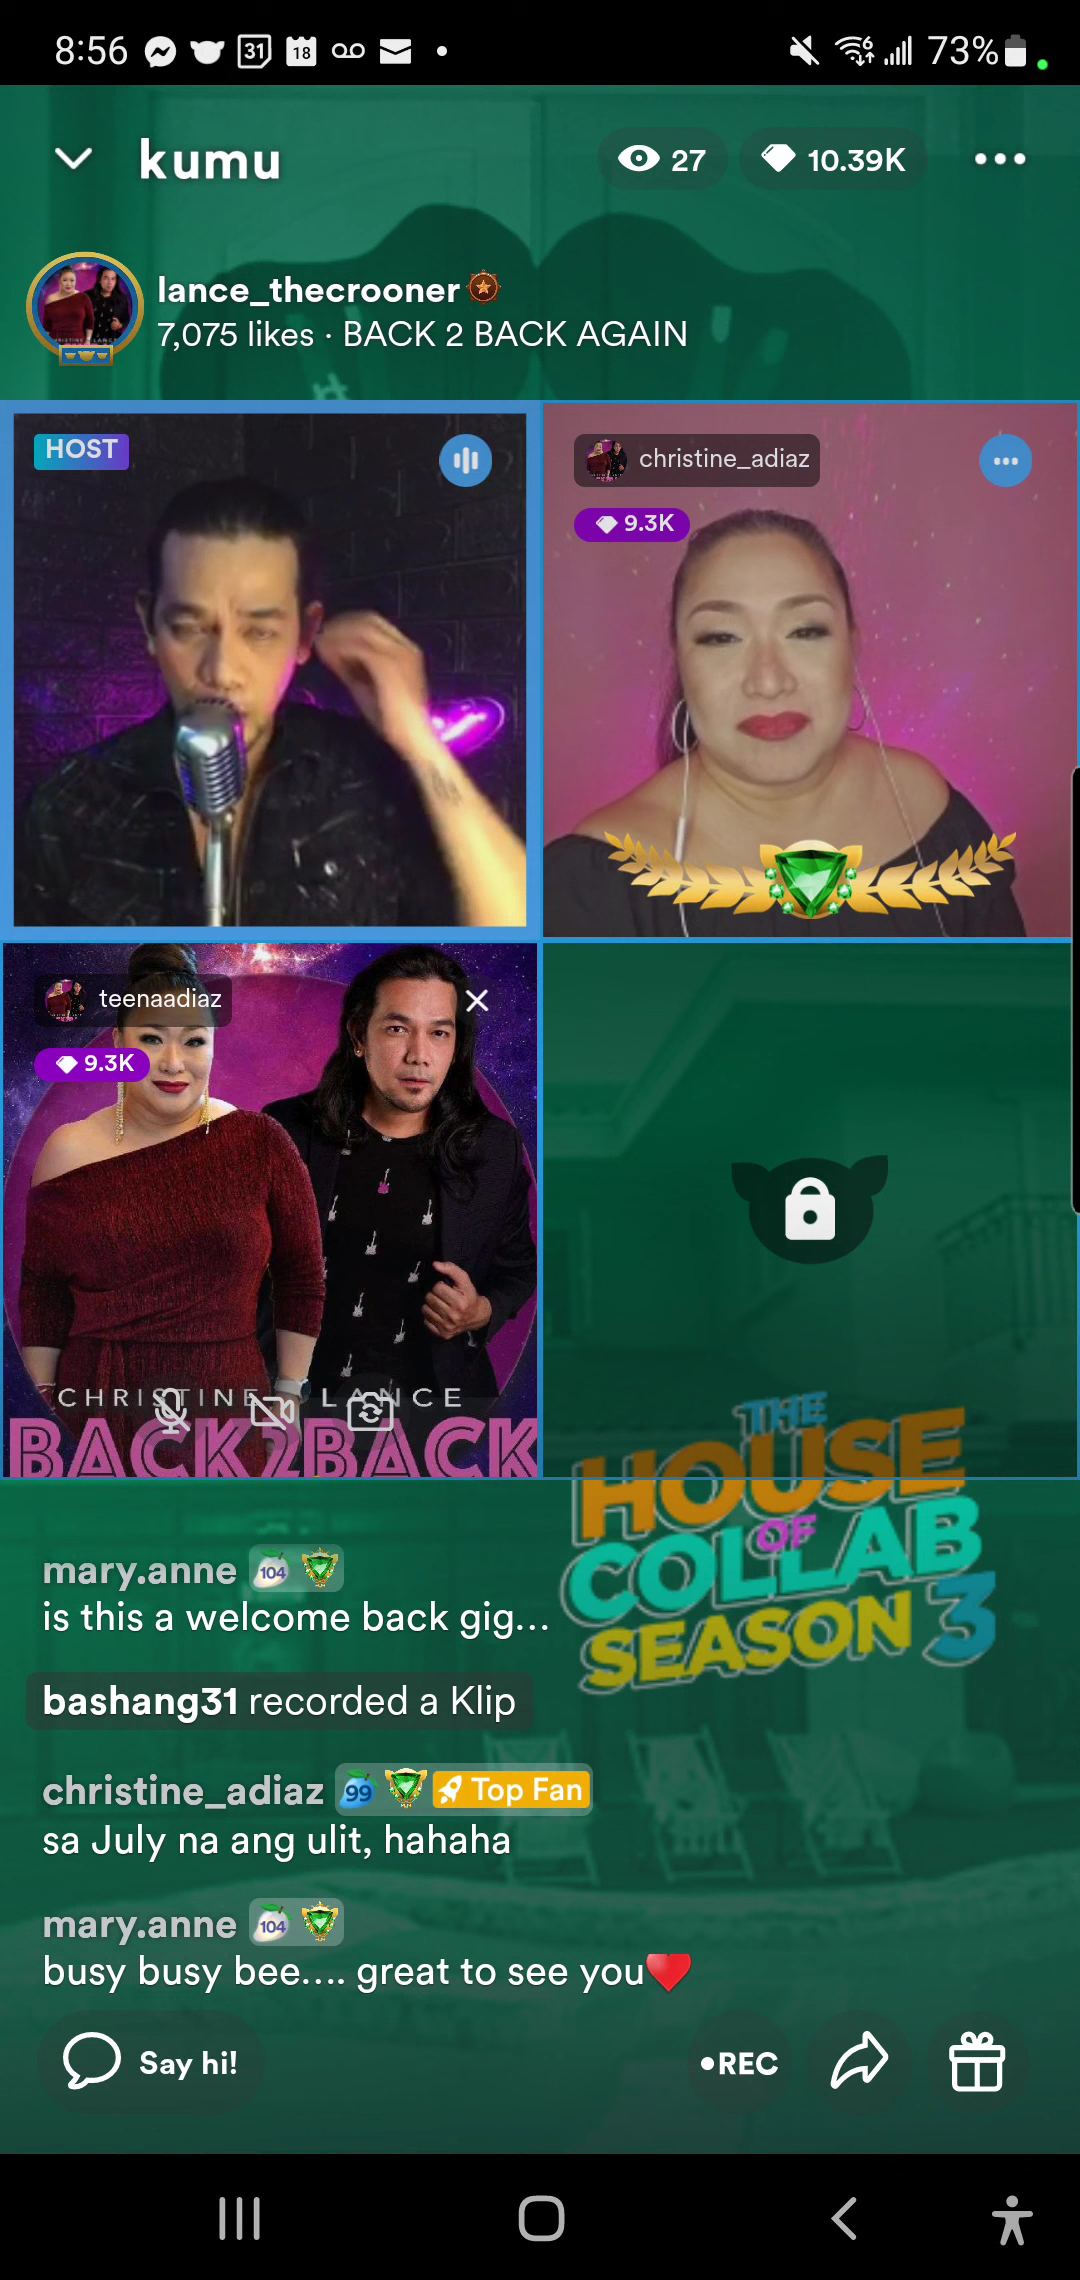 8:56 31 18 6 73%
kumu 27 10.39K
lance_thecrooner
7,075 likes · BACK 2 BACK AGAIN
HOST
christine_adiaz
9.3K
teenaadiaz
9.3K
CHRISTINE LANCE
BACK2BACK
THE
HOUSE
OF
COLLAB
SEASON 3
mary.anne 104
is this a welcome back gig...
bashang31 recorded a Klip
christine_adiaz 99 Top Fan
sa July na ang ulit, hahaha
mary.anne 104
busy busy bee.... great to see you
Say hi! •REC